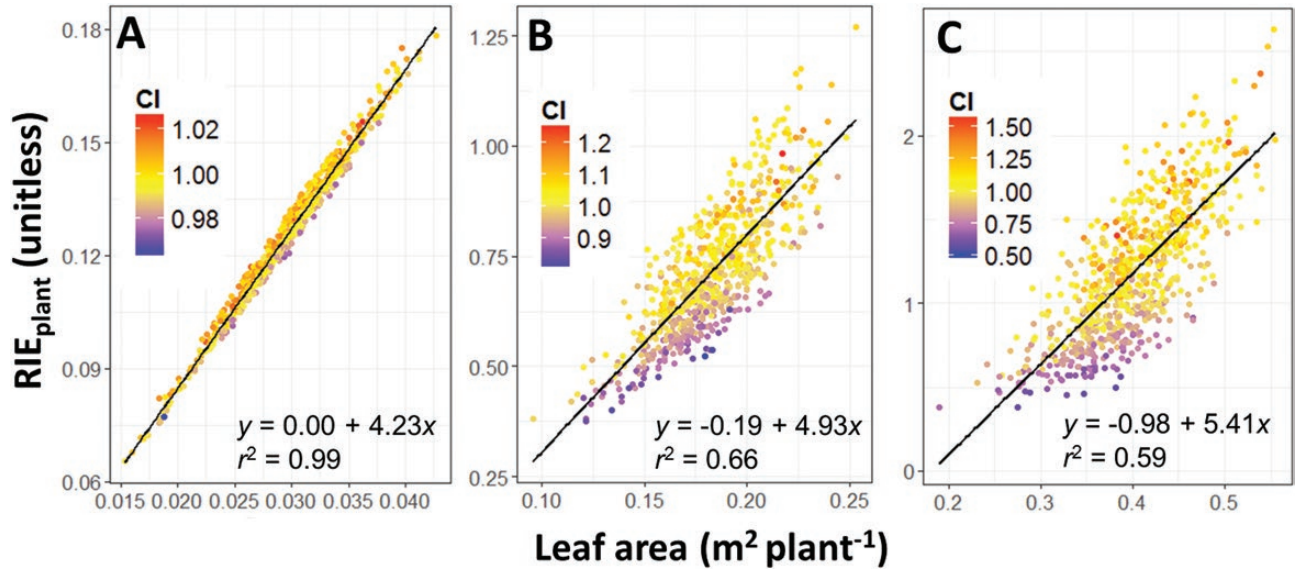 A
B
C
RIEplant (unitless)
0.18
0.15
0.12
0.09
0.06
CI
1.02
1.00
0.98
y = 0.00 + 4.23x
r² = 0.99
0.015 0.020 0.025 0.030 0.035 0.040
1.25
1.00
0.75
0.50
0.25
CI
1.2
1.1
1.0
0.9
y = -0.19 + 4.93x
r² = 0.66
0.10 0.15 0.20 0.25
2
1
0
CI
1.50
1.25
1.00
0.75
0.50
y = -0.98 + 5.41x
r² = 0.59
0.2 0.3 0.4 0.5
Leaf area (m² plant⁻¹)